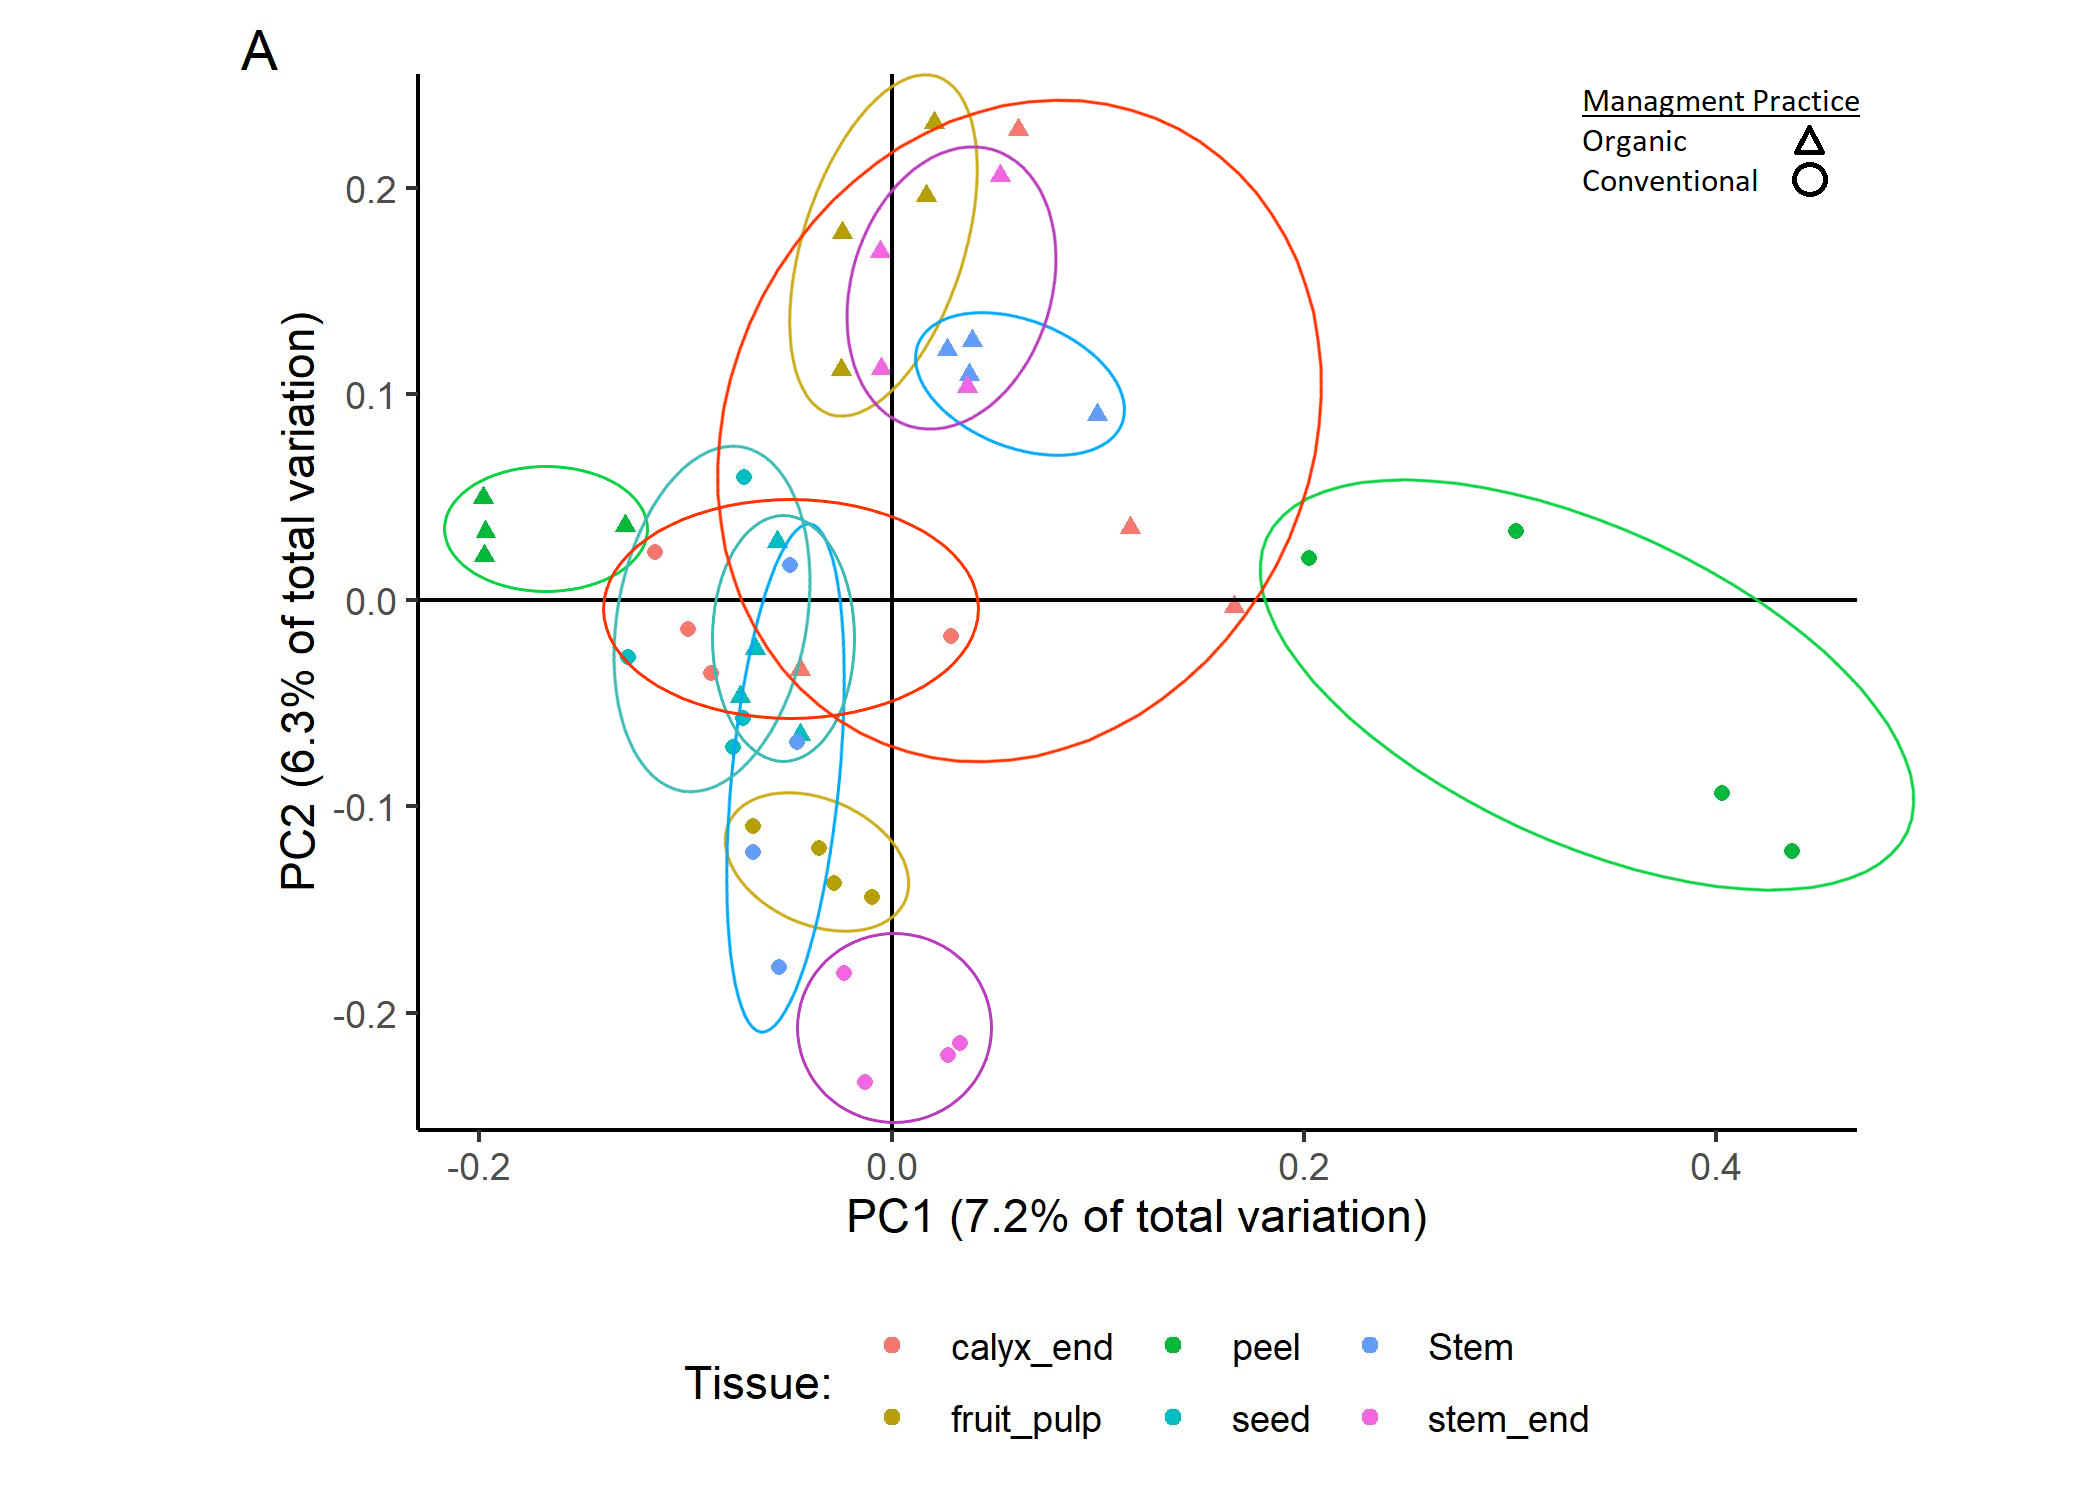 A
Managment Practice
Organic
Conventional
PC2 (6.3% of total variation)
0.2
0.1
0.0
-0.1
-0.2
-0.2
0.0
0.2
0.4
PC1 (7.2% of total variation)
Tissue:
calyx_end
peel
Stem
fruit_pulp
seed
stem_end